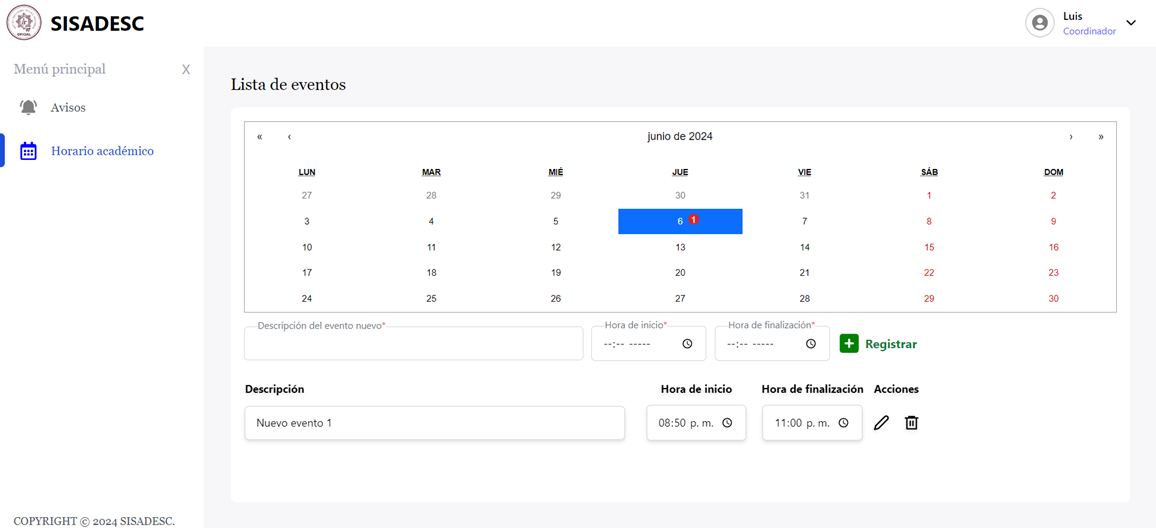 SISADESC
Luis
Coordinador
Menú principal X
Avisos
Horario académico
Lista de eventos
« ‹ junio de 2024 › »
LUN MAR MIÉ JUE VIE SÁB DOM
27 28 29 30 31 1 2
3 4 5 6 1 7 8 9
10 11 12 13 14 15 16
17 18 19 20 21 22 23
24 25 26 27 28 29 30
Descripción del evento nuevo* Hora de inicio* Hora de finalización*
--:-- ----- --:-- ----- Registrar
Descripción Hora de inicio Hora de finalización Acciones
Nuevo evento 1 08:50 p. m. 11:00 p. m.
COPYRIGHT © 2024 SISADESC.